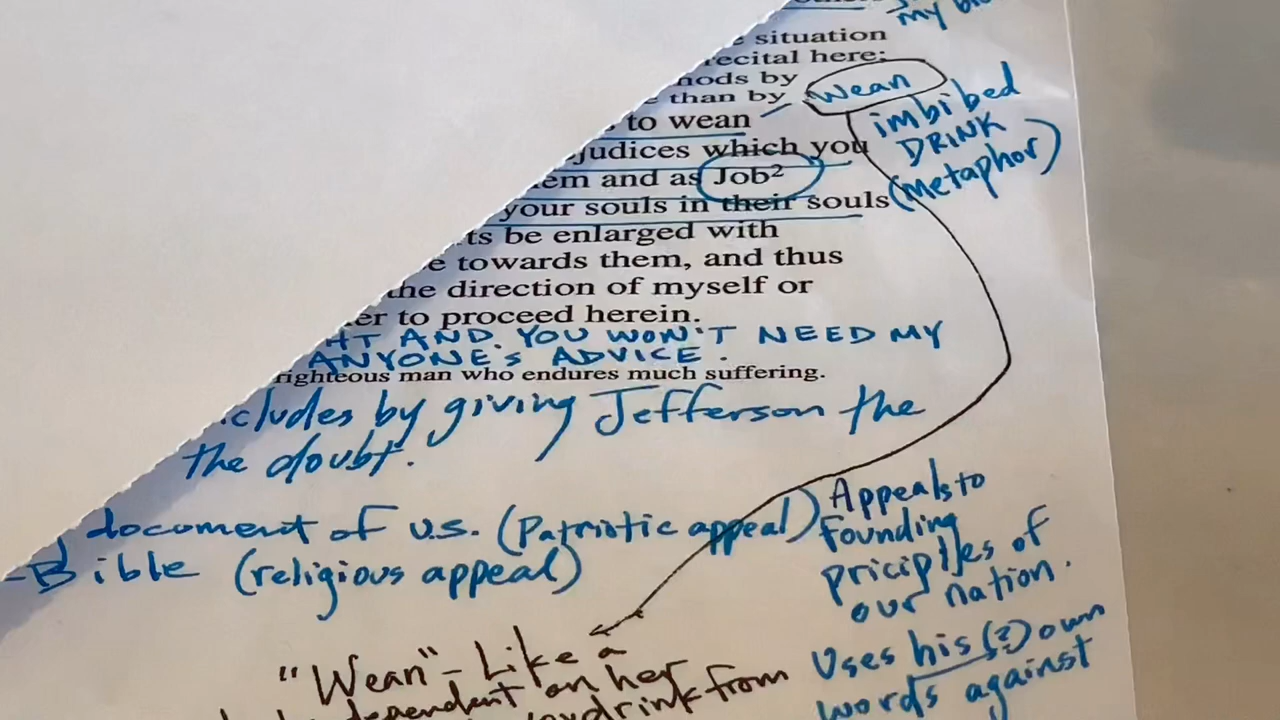 my
situation
recital here;
nods by
than by
wean
to wean
imbibed
DRINK
(metaphor)
judices which you
em and as Job²
your souls in their souls
ts be enlarged with
e towards them, and thus
the direction of myself or
er to proceed herein.
HT AND YOU WON'T NEED MY
ANYONE'S ADVICE.
righteous man who endures much suffering.
cludes by giving Jefferson the
the doubt.
document of U.S. (Patriotic appeal)
-Bible (religious appeal)
Appeals to
founding
priciples of
our nation.
Uses his (?) own
words against
"Wean" - Like a
dependent on her
drink from